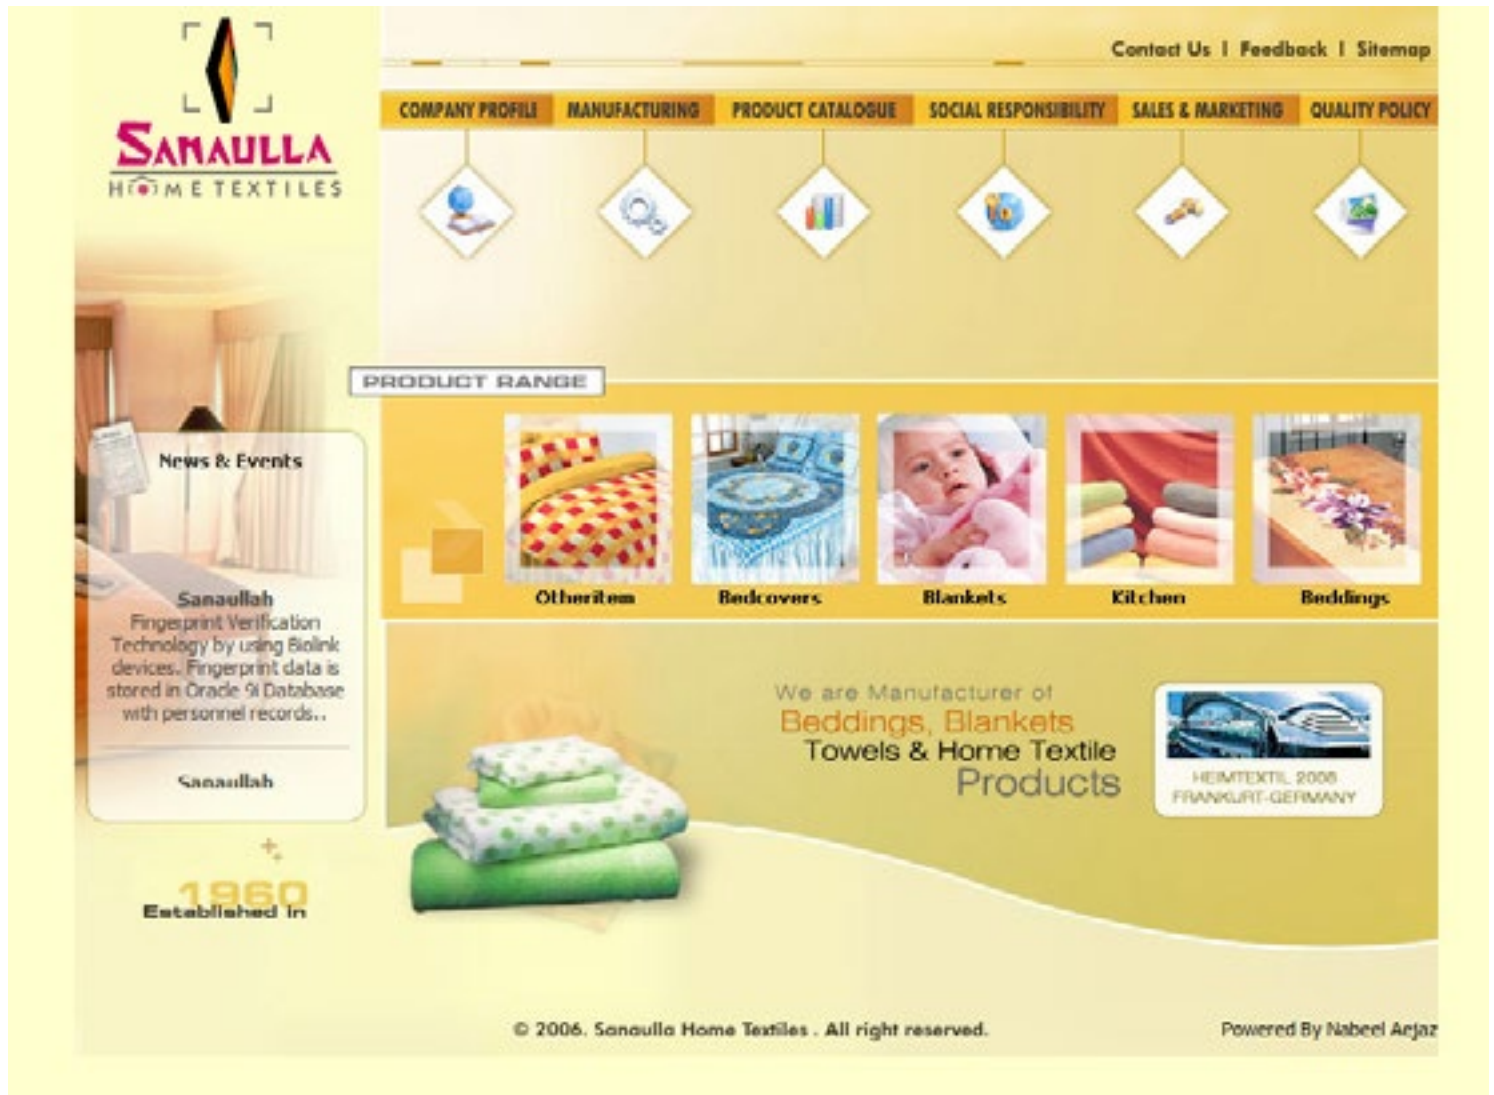 SANAULLA
HOME TEXTILES
Contact Us | Feedback | Sitemap
COMPANY PROFILE MANUFACTURING PRODUCT CATALOGUE SOCIAL RESPONSIBILITY SALES & MARKETING QUALITY POLICY
PRODUCT RANGE
Otheritem Bedcovers Blankets Kitchen Beddings
News & Events
Sanaullah
Fingerprint Verification
Technology by using Biolink
devices. Fingerprint data is
stored in Oracle 9i Database
with personnel records..
Sanaullah
We are Manufacturer of
Beddings, Blankets
Towels & Home Textile
Products
HEIMTEXTIL 2008
FRANKURT-GERMANY
1960
Established in
© 2006. Sanaulla Home Textiles . All right reserved.
Powered By Nabeel Aejaz